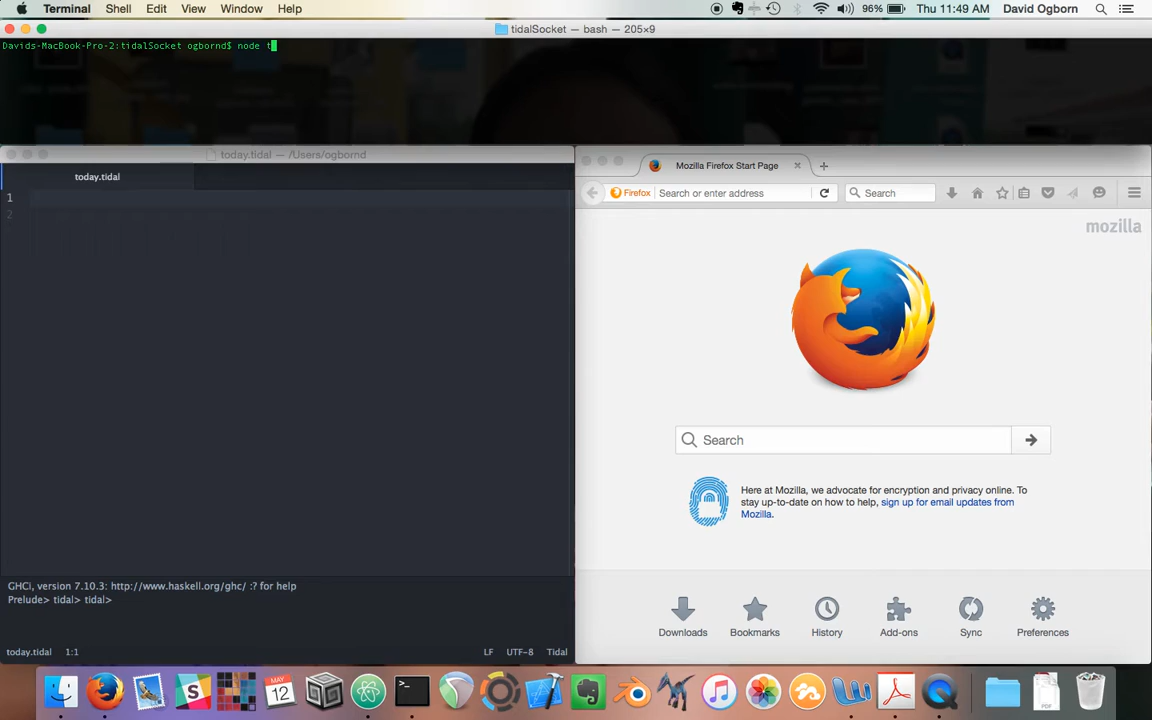 Terminal Shell Edit View Window Help 96% Thu 11:49 AM David Ogborn
tidalSocket — bash — 205×9
Davids-MacBook-Pro-2:tidalSocket ogbornd$ node t
today.tidal — /Users/ogbornd
today.tidal
1
2
GHCi, version 7.10.3: http://www.haskell.org/ghc/ :? for help
Prelude> tidal> tidal>
today.tidal 1:1 LF UTF-8 Tidal
Mozilla Firefox Start Page
Firefox Search or enter address Search
mozilla
Search
Here at Mozilla, we advocate for encryption and privacy online. To
stay up-to-date on how to help, sign up for email updates from
Mozilla.
Downloads Bookmarks History Add-ons Sync Preferences
MAY
12
PDF